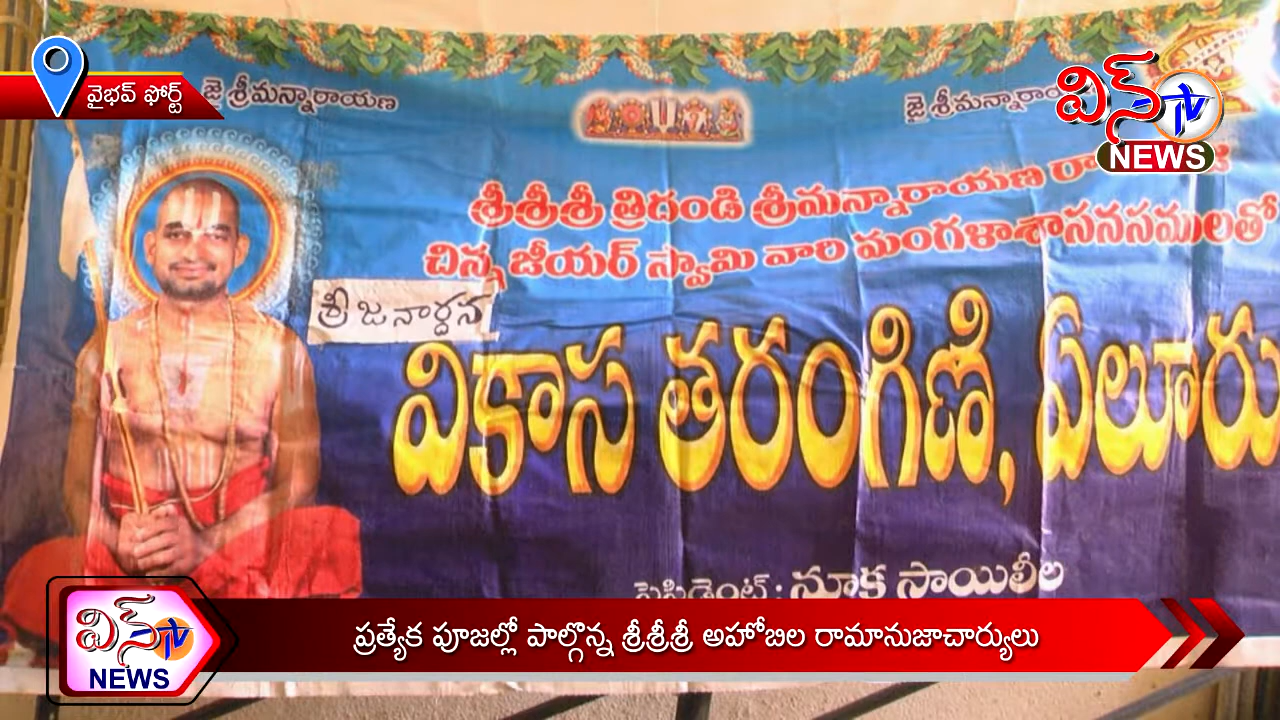 వైభవ్ ఫోర్ట్
జై శ్రీమన్నారాయణ
జై శ్రీమన్నారాయ
విన్ TV
NEWS
శ్రీశ్రీశ్రీ త్రిదండి శ్రీమన్నారాయణ
చిన్న జీయర్ స్వామి వారి మంగళాశాసనసములతో
శ్రీ జనార్దన
వికాస తరంగిణి, ఏలూరు
ప్రెసిడెంట్ : నూక సాయిలీల
విన్ TV
NEWS
ప్రత్యేక పూజల్లో పాల్గొన్న శ్రీ.శ్రీ.శ్రీ అహోబిల రామానుజాచార్యులు